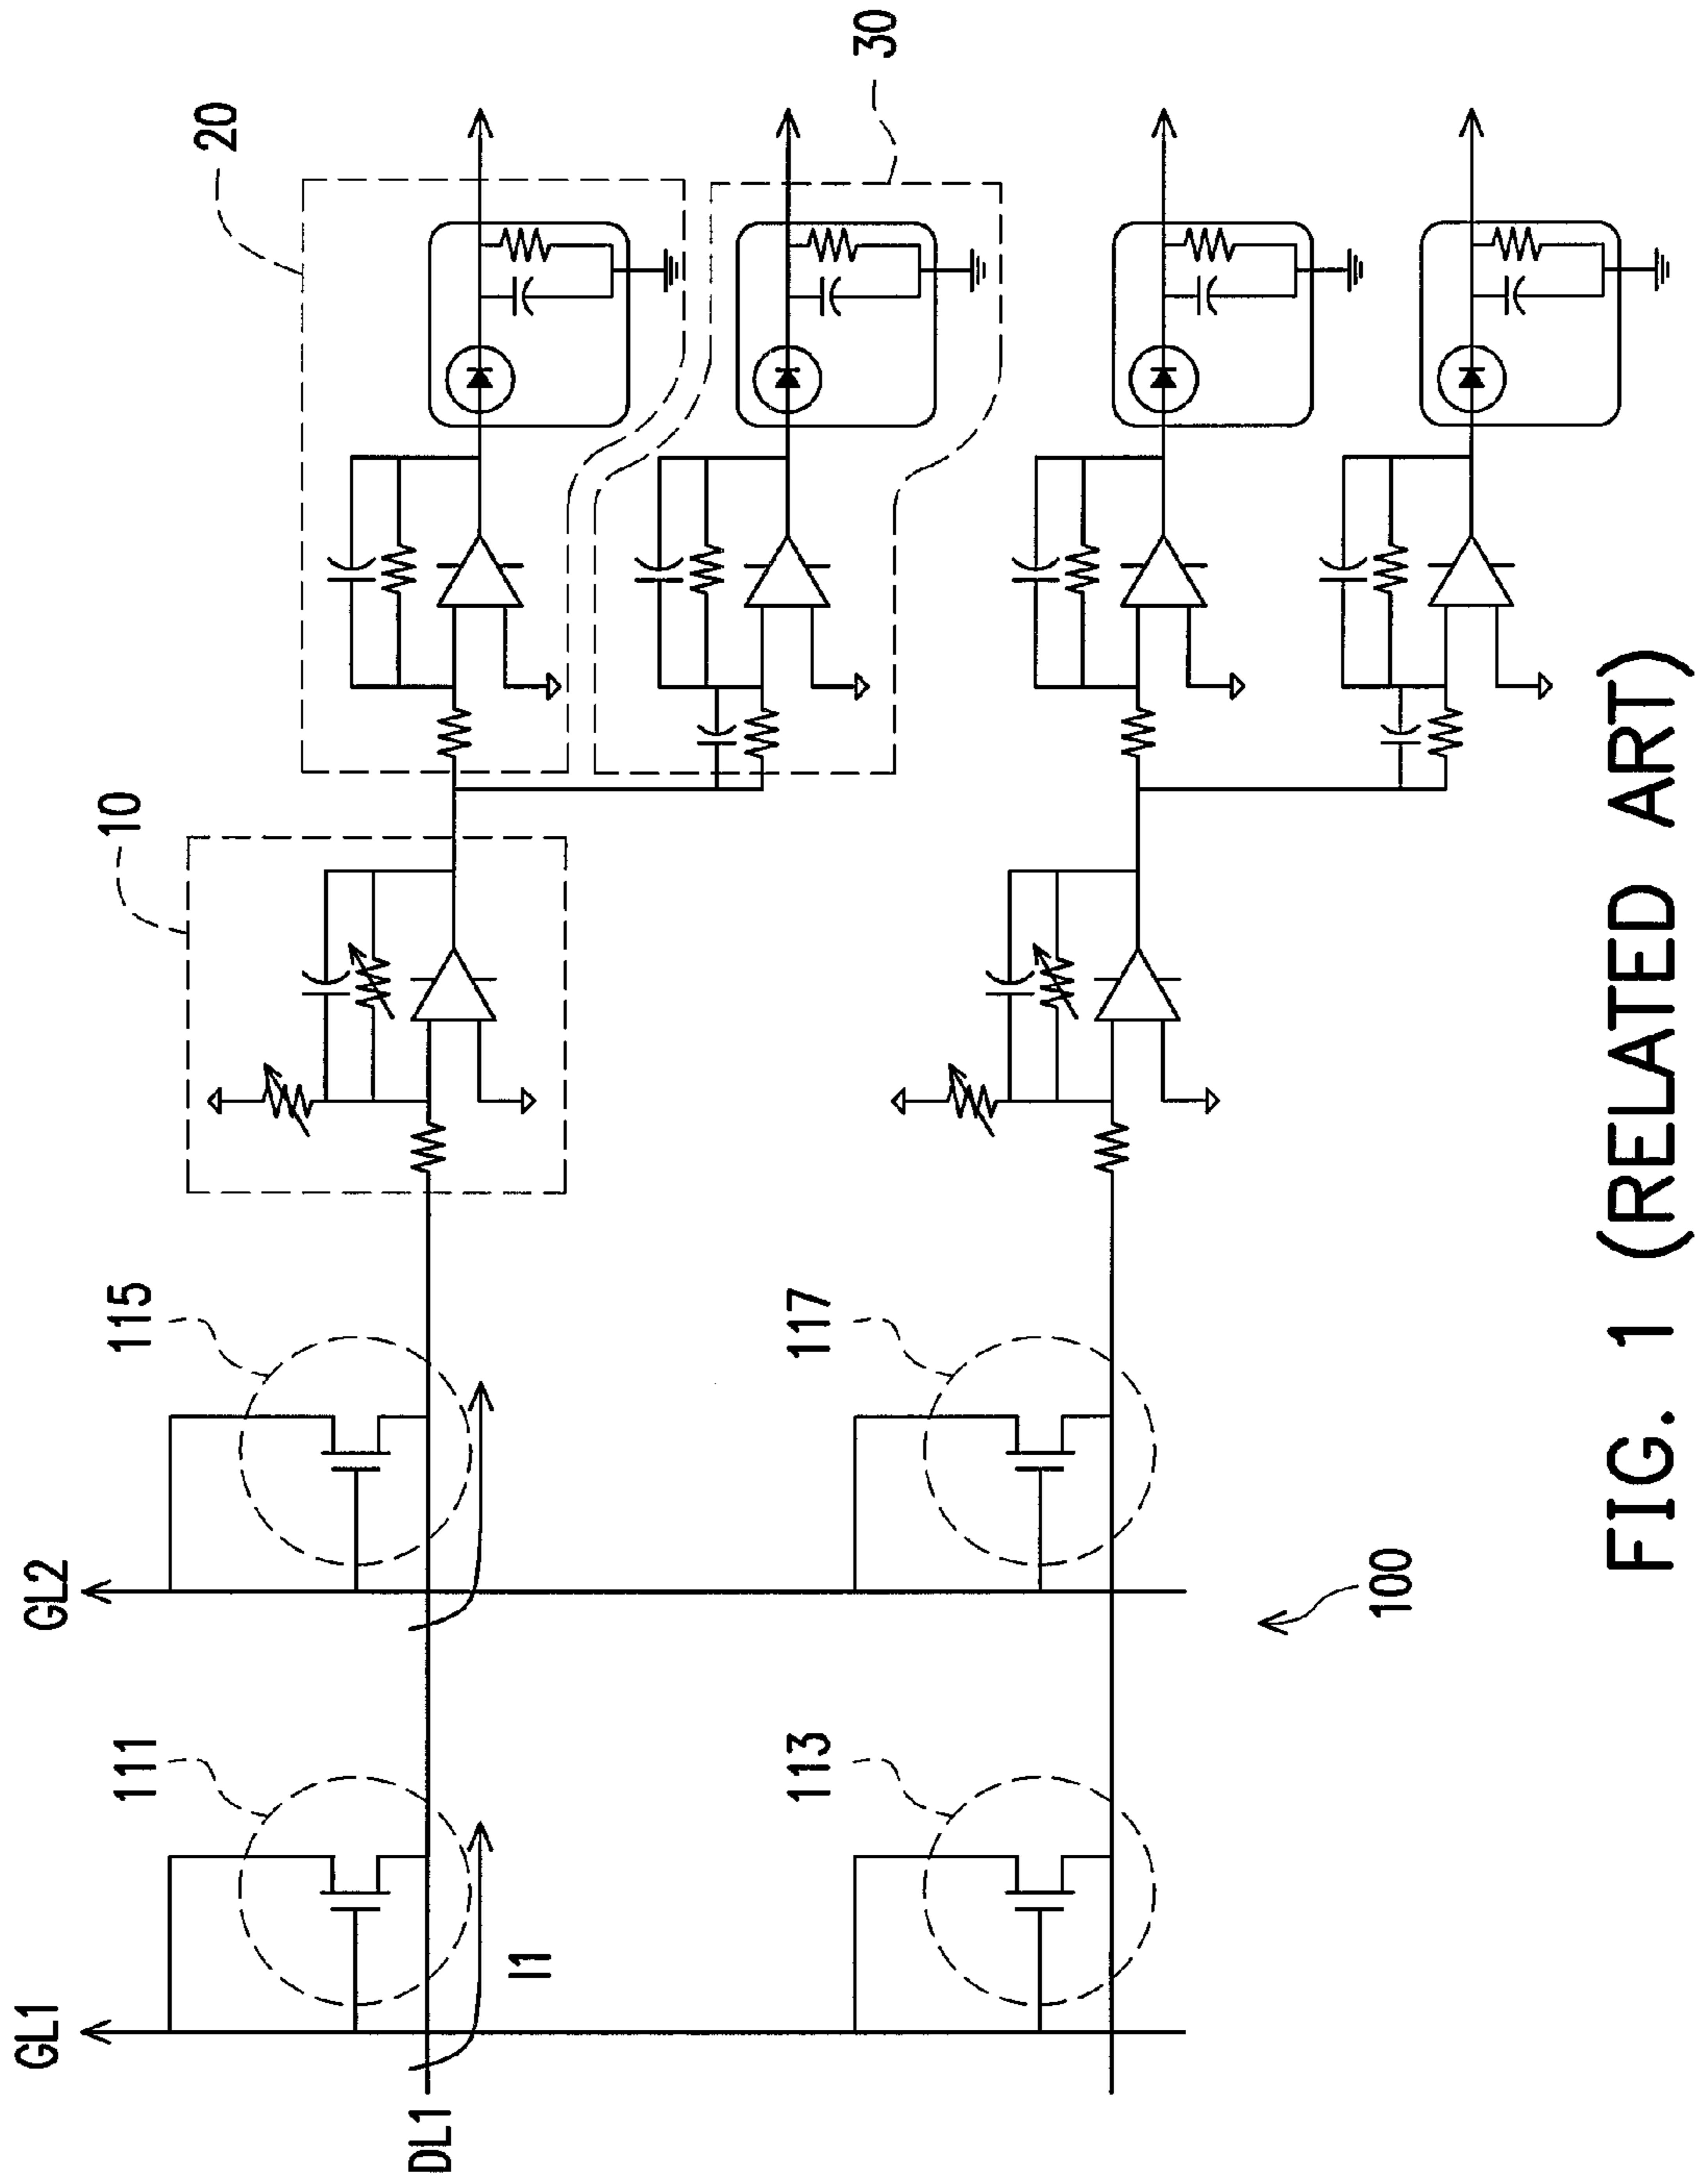 20
30
10
115
117
GL2
111
113
GL1
I1
DL1
100
FIG. 1 (RELATED ART)